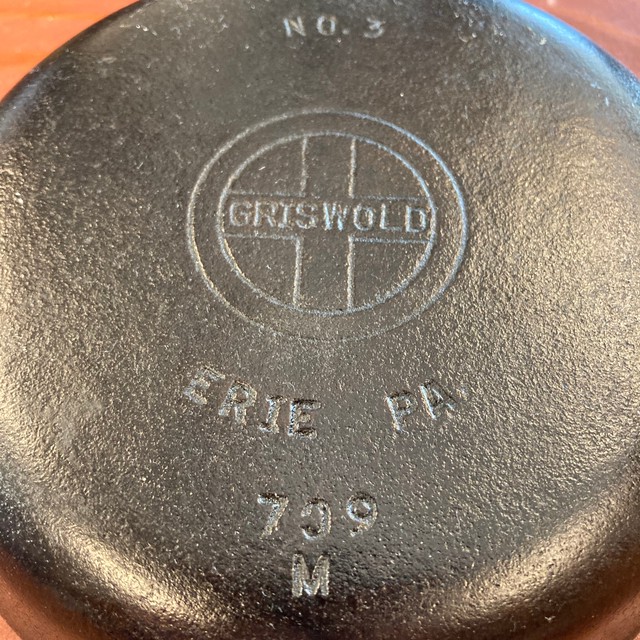 NO. 3
GRISWOLD
ERIE PA.
709
M